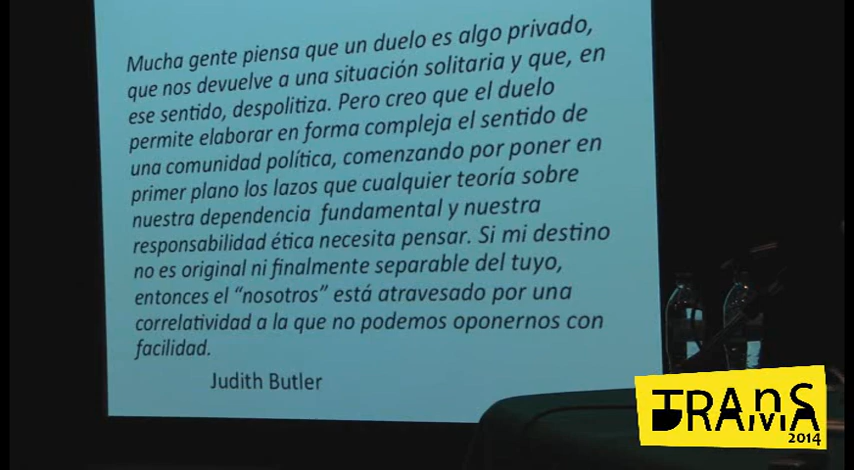 Mucha gente piensa que un duelo es algo privado,
que nos devuelve a una situación solitaria y que, en
ese sentido, despolitiza. Pero creo que el duelo
permite elaborar en forma compleja el sentido de
una comunidad política, comenzando por poner en
primer plano los lazos que cualquier teoría sobre
nuestra dependencia fundamental y nuestra
responsabilidad ética necesita pensar. Si mi destino
no es original ni finalmente separable del tuyo,
entonces el “nosotros” está atravesado por una
correlatividad a la que no podemos oponernos con
facilidad.
Judith Butler
TRANS
MA
2014